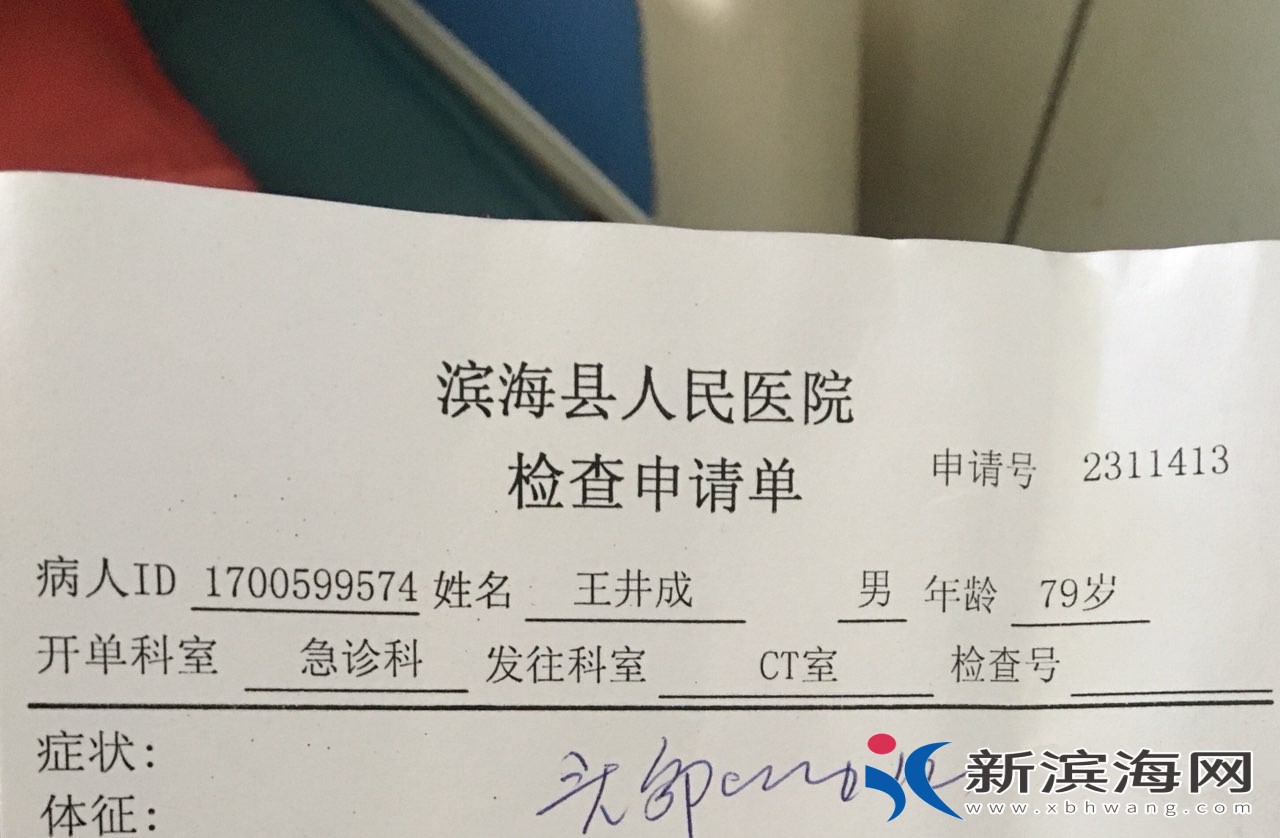 滨海县人民医院
检查申请单 申请号 2311413
病人ID 1700599574 姓名 王井成 男 年龄 79岁
开单科室 急诊科 发往科室 CT室 检查号
症状: 头部
体征:
新滨海网
www.xbhwang.com